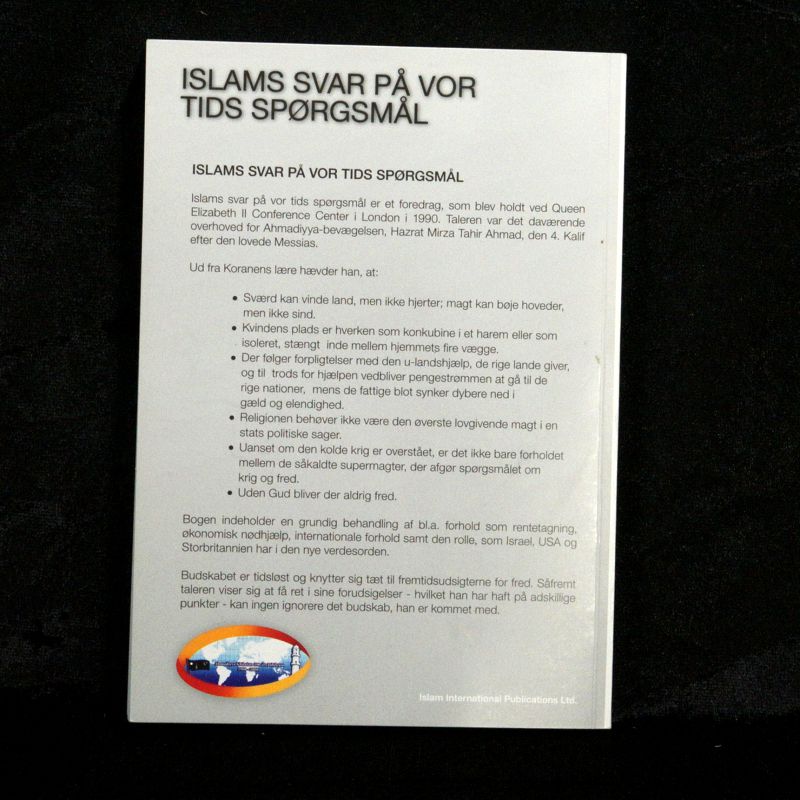 ISLAMS SVAR PÅ VOR
TIDS SPØRGSMÅL
ISLAMS SVAR PÅ VOR TIDS SPØRGSMÅL
Islams svar på vor tids spørgsmål er et foredrag, som blev holdt ved Queen
Elizabeth II Conference Center i London i 1990. Taleren var det daværende
overhoved for Ahmadiyya-bevægelsen, Hazrat Mirza Tahir Ahmad, den 4. Kalif
efter den lovede Messias.
Ud fra Koranens lære hævder han, at:
• Sværd kan vinde land, men ikke hjerter; magt kan bøje hoveder,
men ikke sind.
• Kvindens plads er hverken som konkubine i et harem eller som
isoleret, stængt inde mellem hjemmets fire vægge.
• Der følger forpligtelser med den u-landshjælp, de rige lande giver,
og til trods for hjælpen vedbliver pengestrømmen at gå til de
rige nationer, mens de fattige blot synker dybere ned i
gæld og elendighed.
• Religionen behøver ikke være den øverste lovgivende magt i en
stats politiske sager.
• Uanset om den kolde krig er overstået, er det ikke bare forholdet
mellem de såkaldte supermagter, der afgør spørgsmålet om
krig og fred.
• Uden Gud bliver der aldrig fred.
Bogen indeholder en grundig behandling af bl.a. forhold som rentetagning,
økonomisk nødhjælp, internationale forhold samt den rolle, som Israel, USA og
Storbritannien har i den nye verdesorden.
Budskabet er tidsløst og knytter sig tæt til fremtidsudsigterne for fred. Såfremt
taleren viser sig at få ret i sine forudsigelser - hvilket han har haft på adskillige
punkter - kan ingen ignorere det budskab, han er kommet med.
Islam International Publications Ltd.